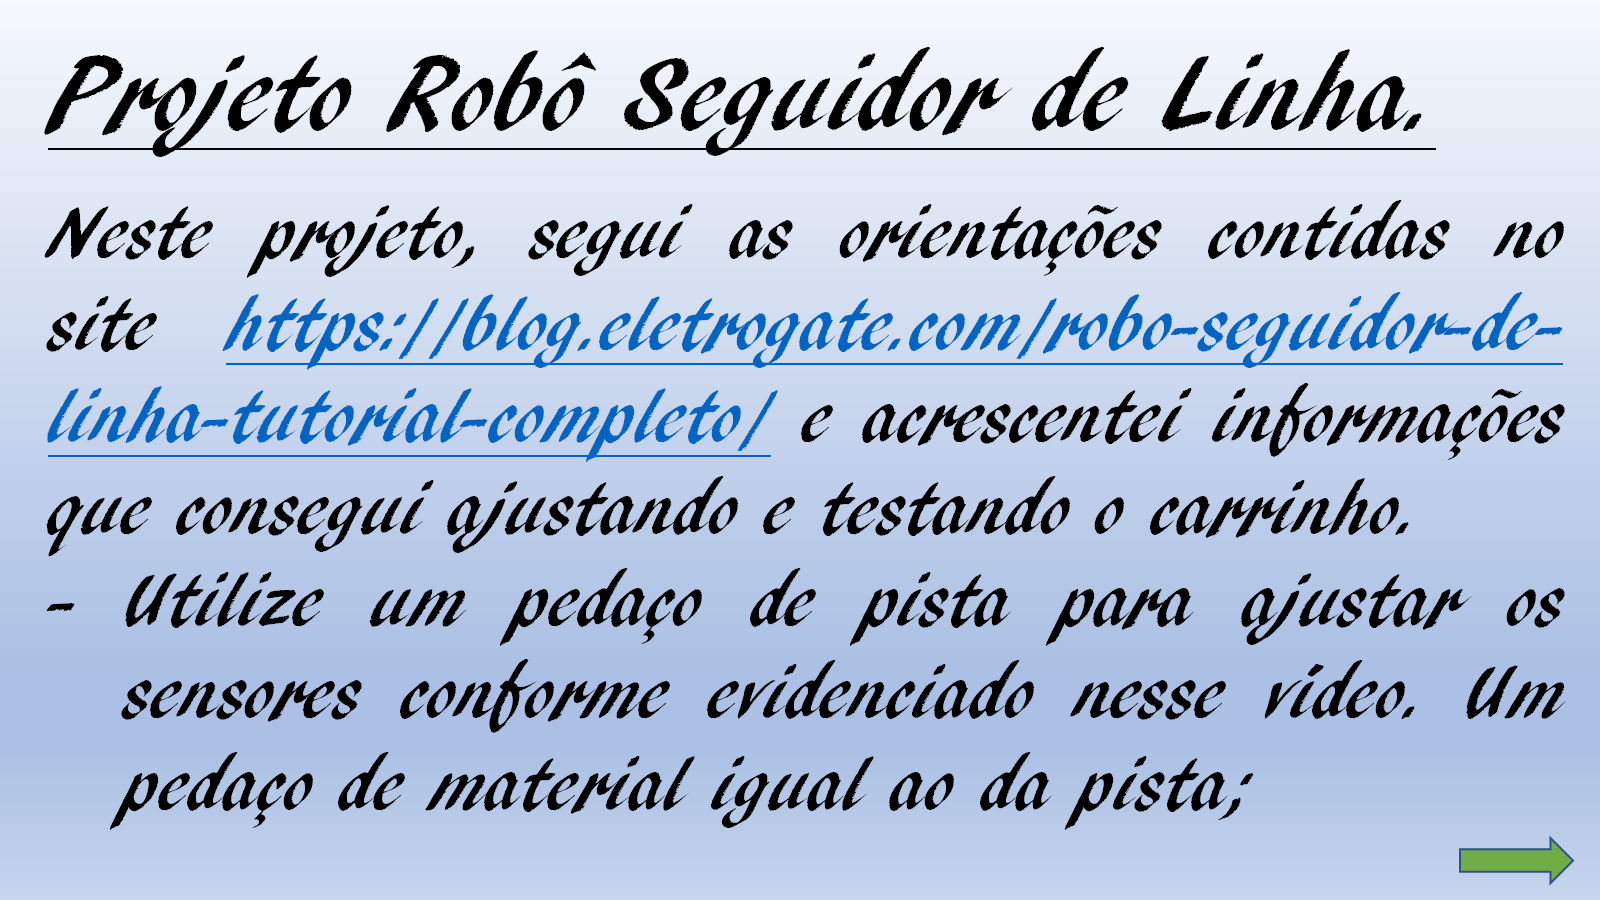 Projeto Robô Seguidor de Linha.
Neste projeto, segui as orientações contidas no
site https://blog.eletrogate.com/robo-seguidor-de-
linha-tutorial-completo/ e acrescentei informações
que consegui ajustando e testando o carrinho.
- Utilize um pedaço de pista para ajustar os
sensores conforme evidenciado nesse vídeo. Um
pedaço de material igual ao da pista;